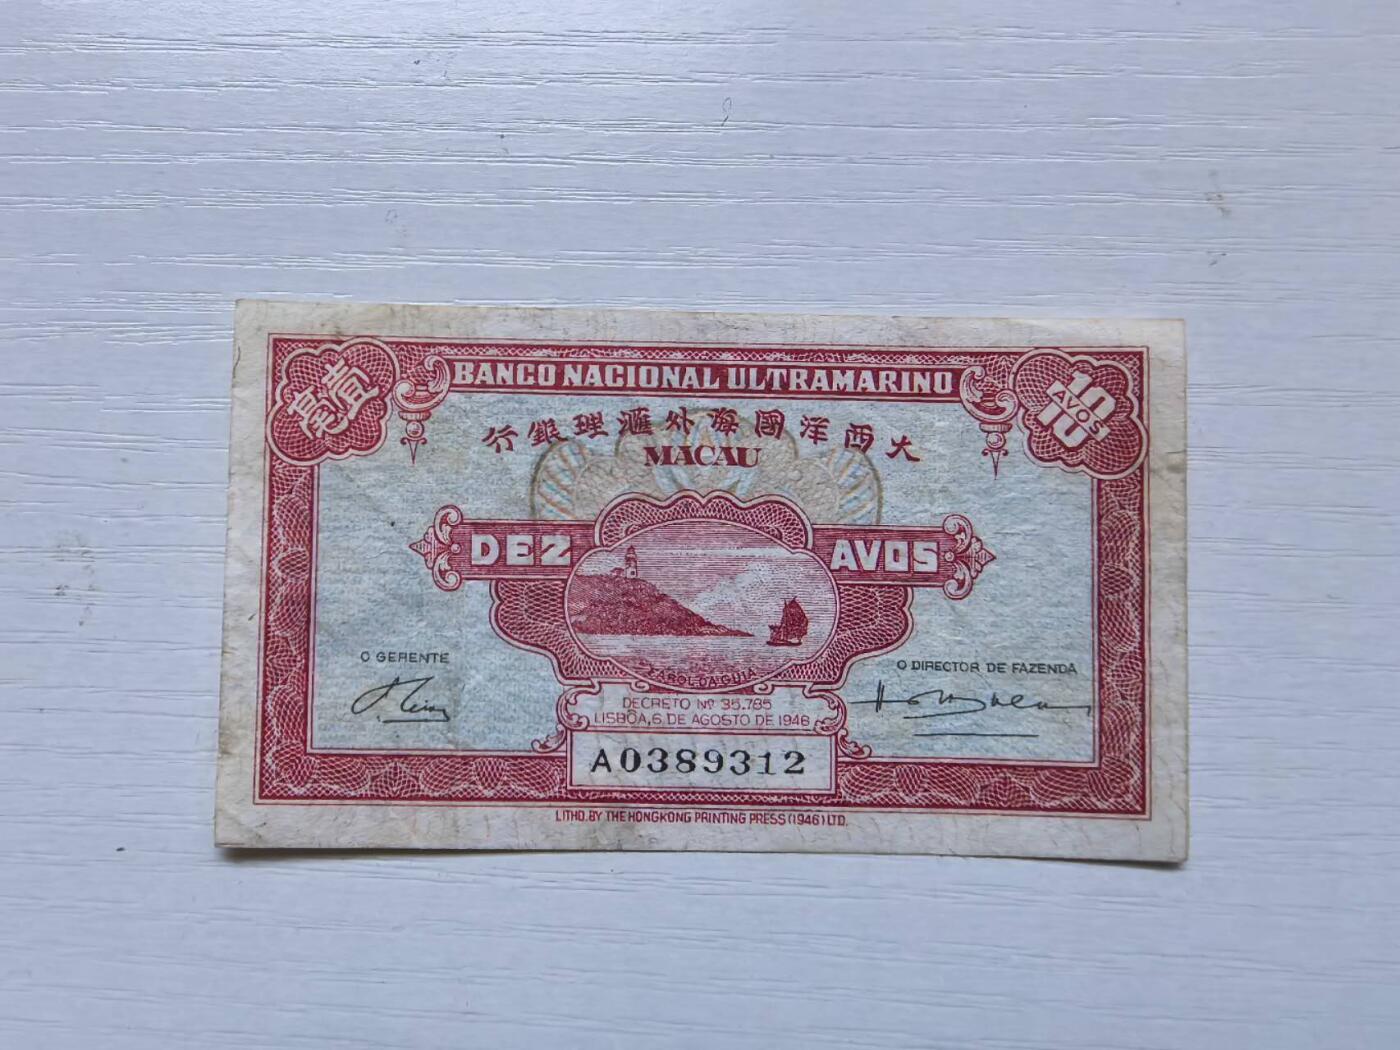 BANCO NACIONAL ULTRAMARINO
壹毫
10
AVOS
10
大西洋國海外滙理銀行
MACAU
DEZ AVOS
FAROL DA GUIA
O GERENTE
O DIRECTOR DE FAZENDA
DECRETO Nº 35.785
LISBÔA, 6, DE AGOSTO DE 1946
A0389312
LITHO. BY THE HONGKONG PRINTING PRESS (1946) LTD.